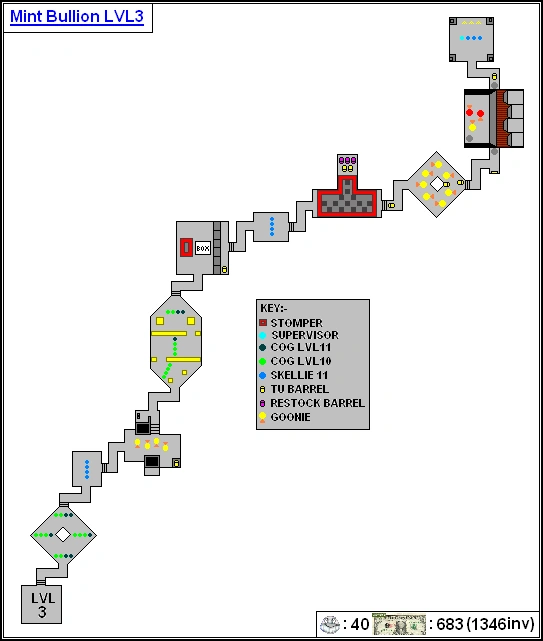 Mint Bullion LVL3
BOX
KEY:-
STOMPER
SUPERVISOR
COG LVL11
COG LVL10
SKELLIE 11
TU BARREL
RESTOCK BARREL
GOONIE
LVL
3
: 40 : 683 (1346inv)